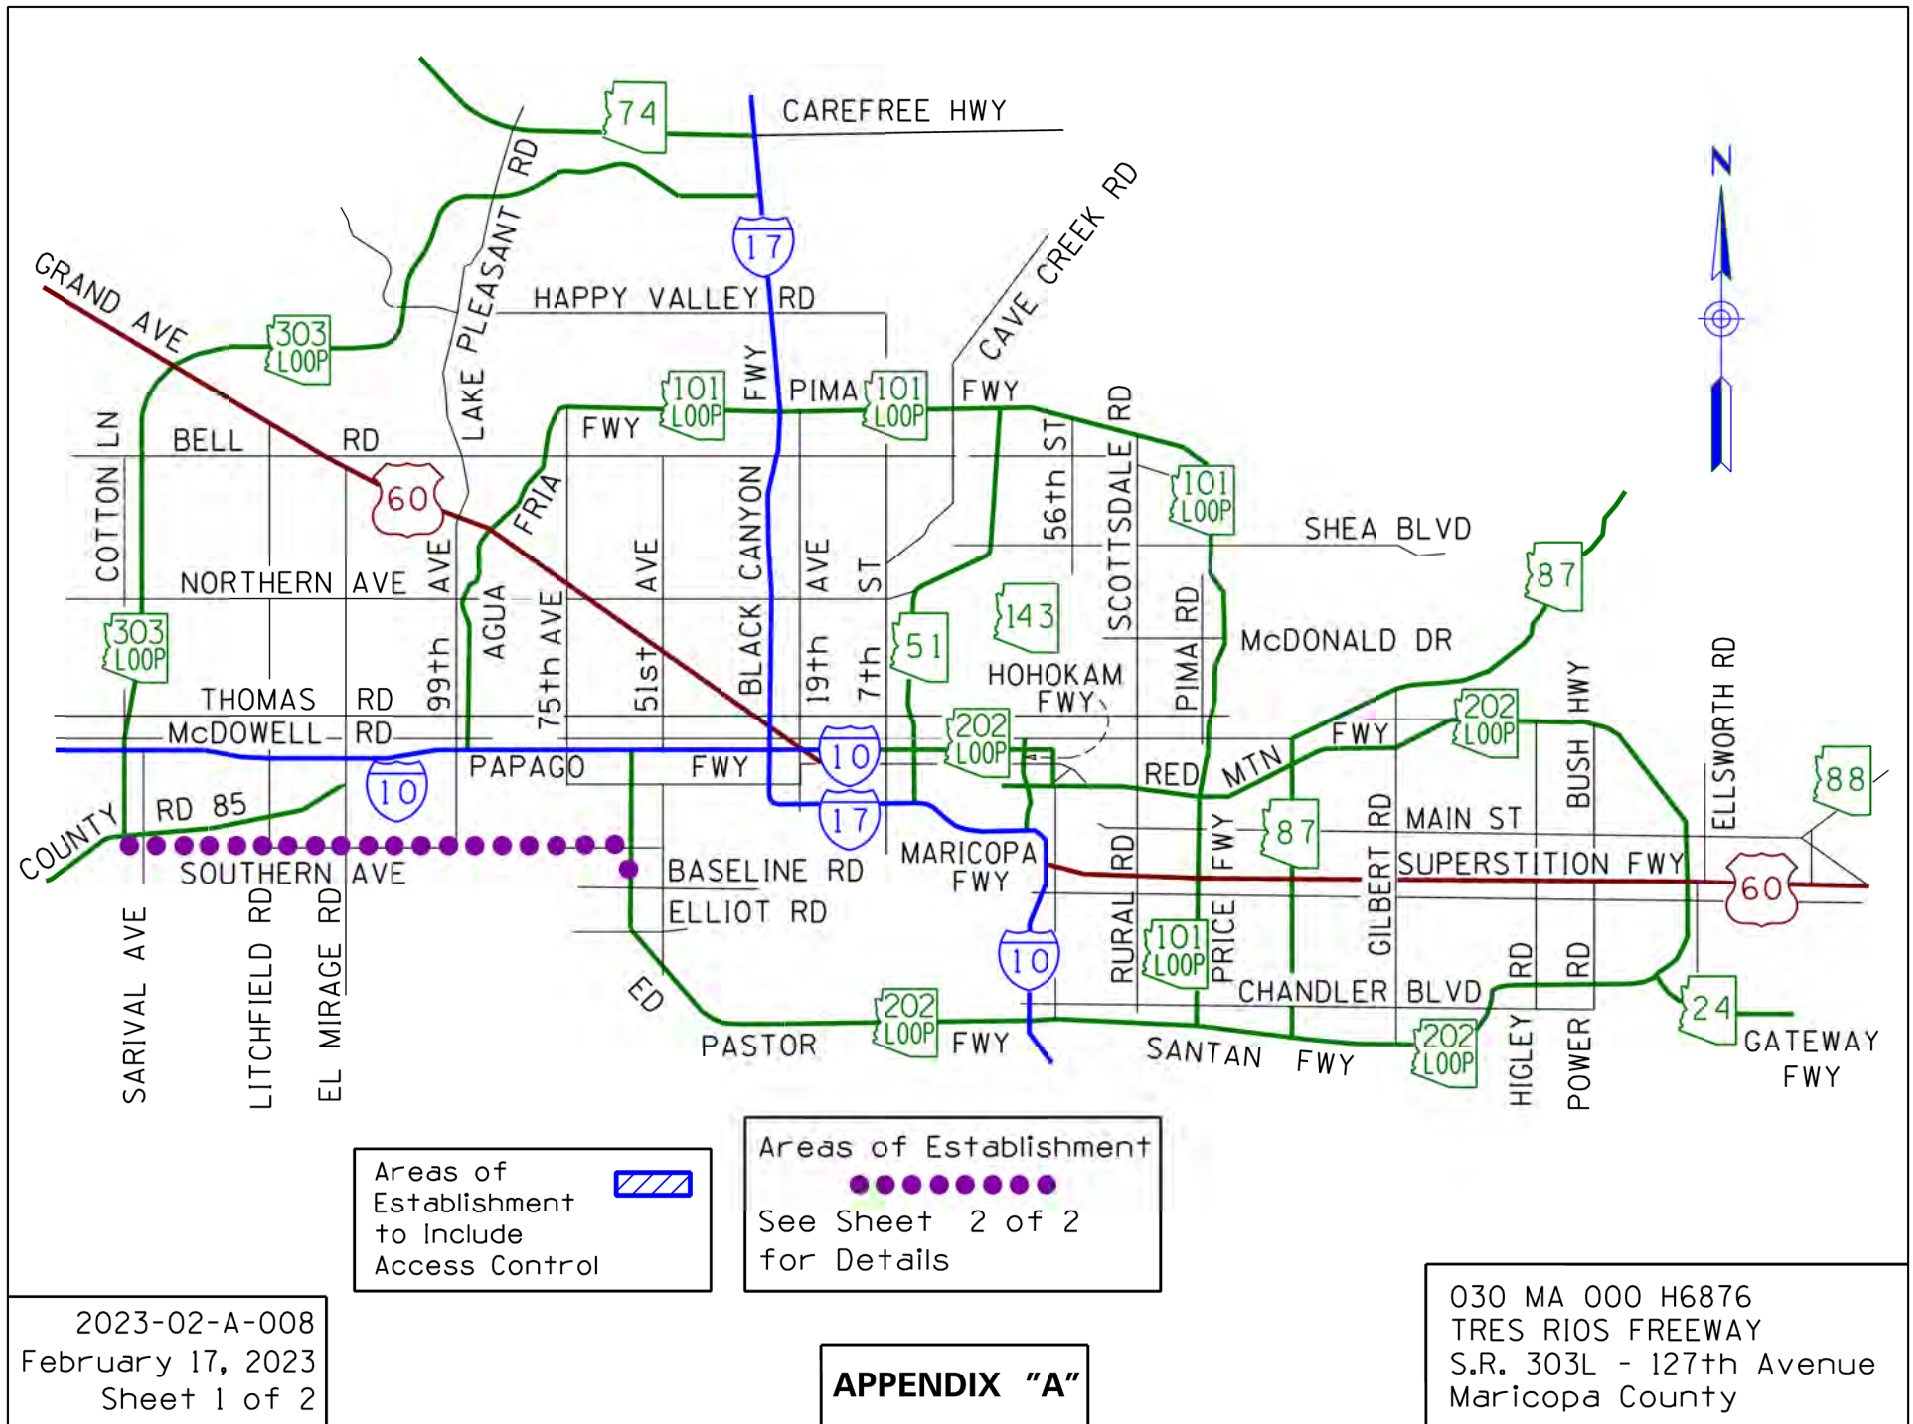 74
CAREFREE HWY
N
LAKE PLEASANT RD
CAVE CREEK RD
17
GRAND AVE
HAPPY VALLEY RD
303
LOOP
101
LOOP
FWY
PIMA
101
LOOP
FWY
FWY
BELL RD
COTTON LN
60
AGUA FRIA
BLACK CANYON
56th ST
SCOTTSDALE RD
101
LOOP
SHEA BLVD
87
NORTHERN AVE
99th AVE
75th AVE
51st AVE
19th AVE
7th ST
143
51
PIMA RD
McDONALD DR
303
LOOP
HOHOKAM
FWY
BUSH HWY
ELLSWORTH RD
THOMAS RD
McDOWELL RD
202
LOOP
202
LOOP
FWY
10
PAPAGO FWY
RED MTN
88
10
17
COUNTY RD 85
87
MAIN ST
GILBERT RD
SUPERSTITION FWY
60
MARICOPA
FWY
RURAL RD
PRICE FWY
SOUTHERN AVE
BASELINE RD
ELLIOT RD
SARIVAL AVE
LITCHFIELD RD
EL MIRAGE RD
10
101
LOOP
CHANDLER BLVD
HIGLEY RD
POWER RD
24
GATEWAY
FWY
ED
PASTOR
202
LOOP
FWY
SANTAN FWY
202
LOOP
Areas of
Establishment
to Include
Access Control
Areas of Establishment
See Sheet 2 of 2
for Details
2023-02-A-008
February 17, 2023
Sheet 1 of 2
APPENDIX "A"
030 MA 000 H6876
TRES RIOS FREEWAY
S.R. 303L - 127th Avenue
Maricopa County